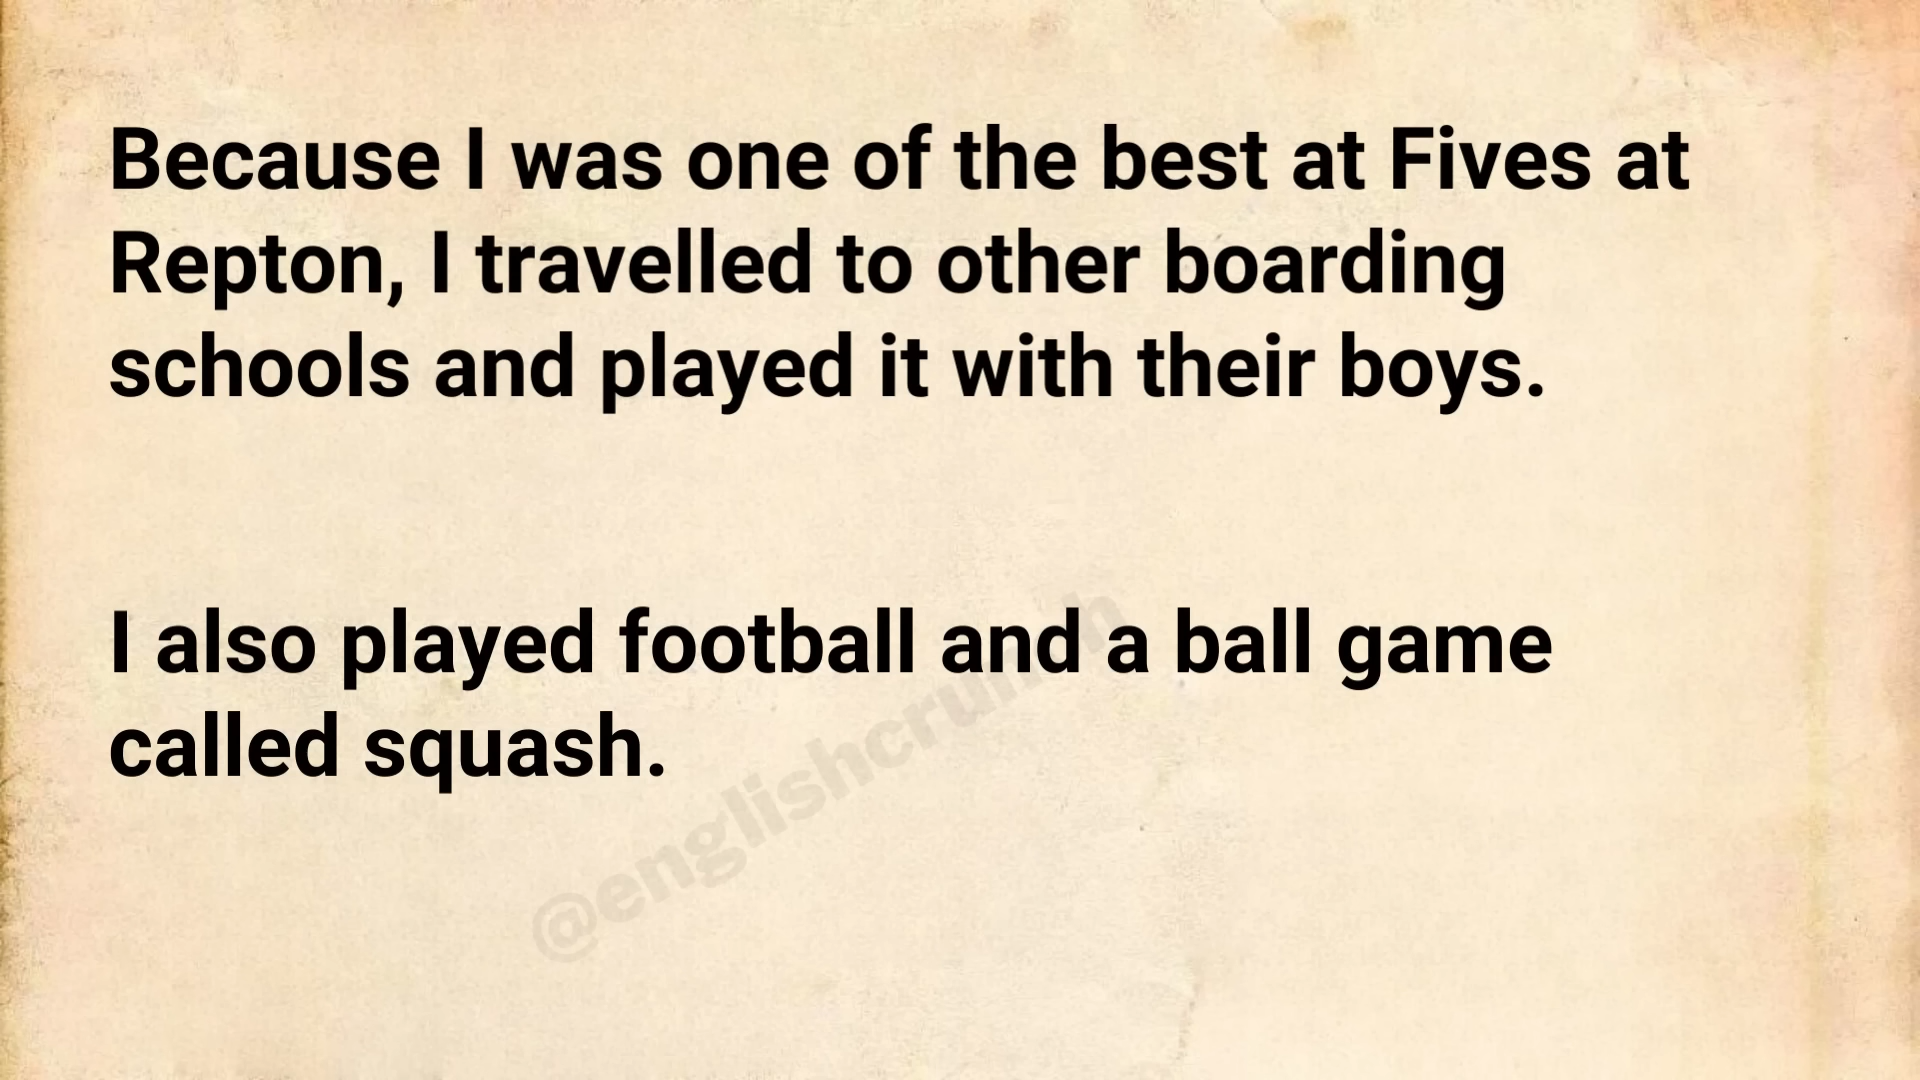 Because I was one of the best at Fives at
Repton, I travelled to other boarding
schools and played it with their boys.
I also played football and a ball game
called squash.
@englishcrunch